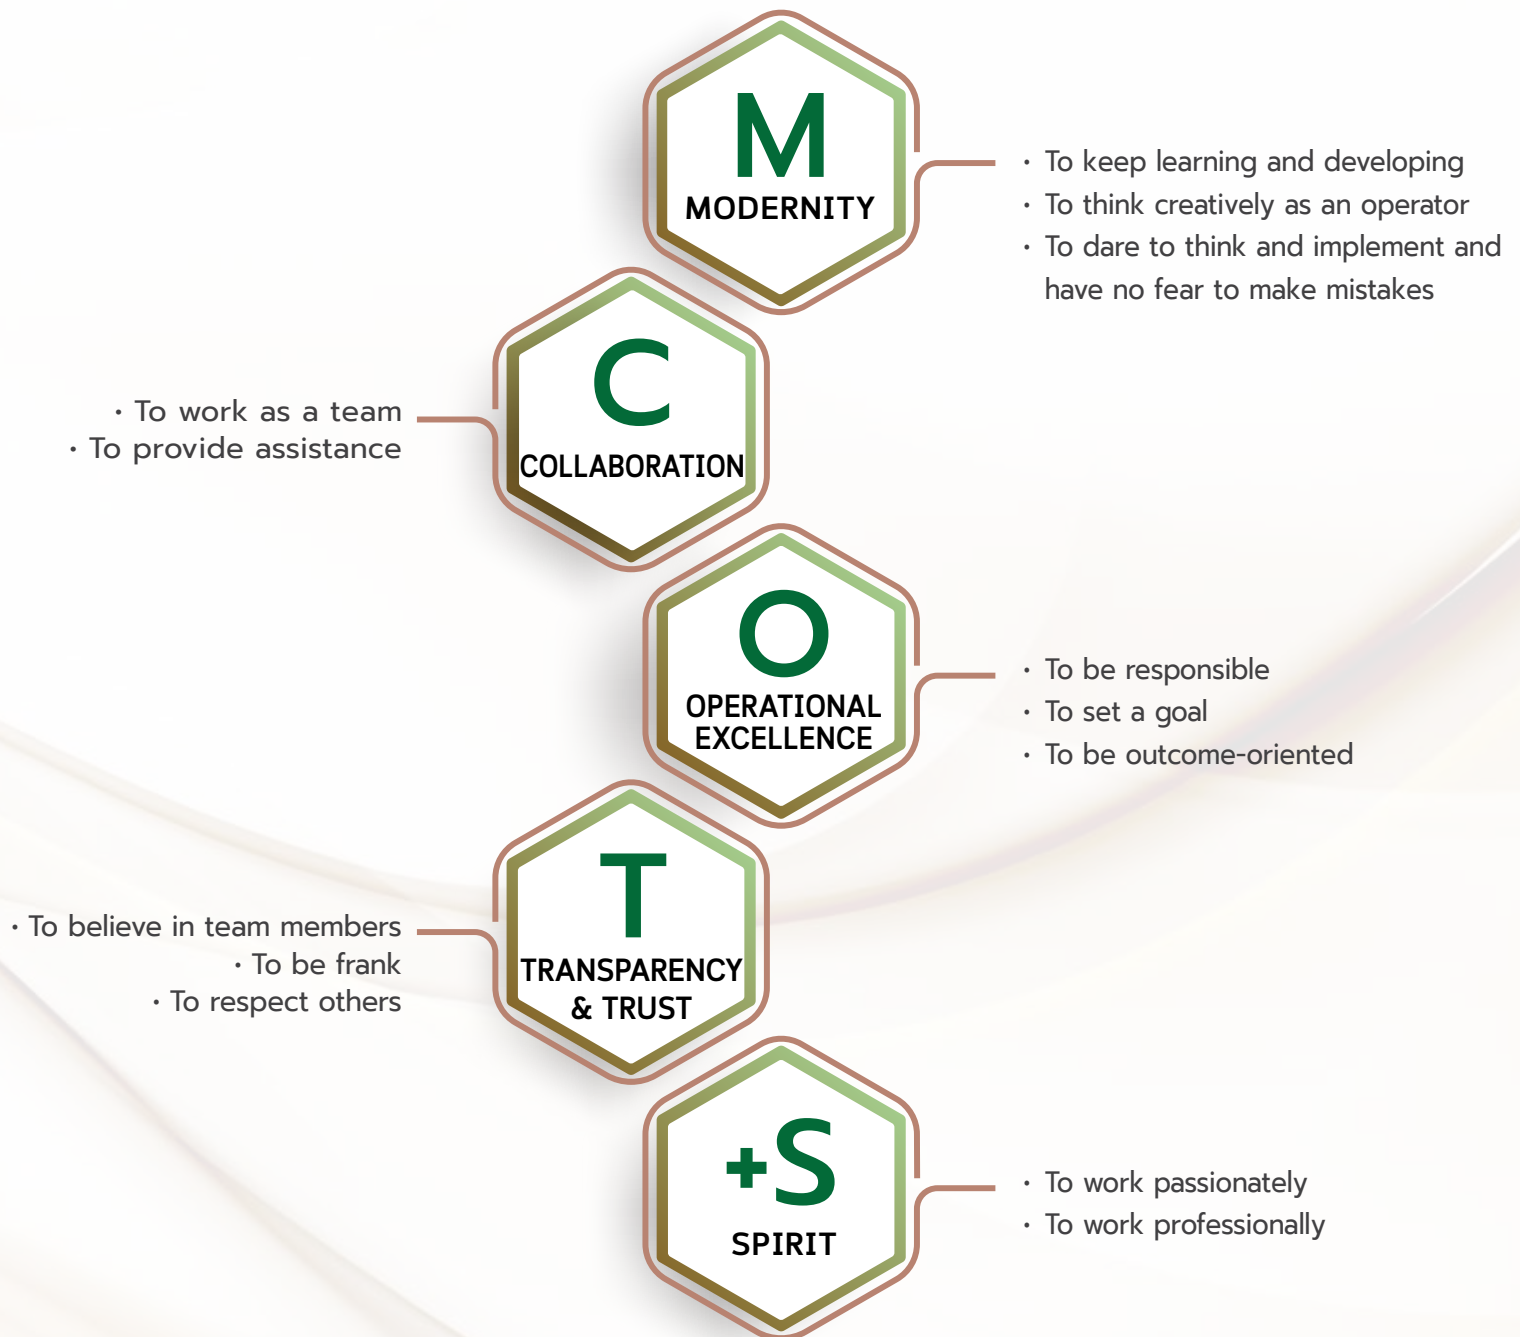 M
MODERNITY
· To keep learning and developing
· To think creatively as an operator
· To dare to think and implement and
have no fear to make mistakes
C
COLLABORATION
· To work as a team
· To provide assistance
O
OPERATIONAL
EXCELLENCE
· To be responsible
· To set a goal
· To be outcome-oriented
T
TRANSPARENCY
& TRUST
· To believe in team members
· To be frank
· To respect others
+S
SPIRIT
· To work passionately
· To work professionally